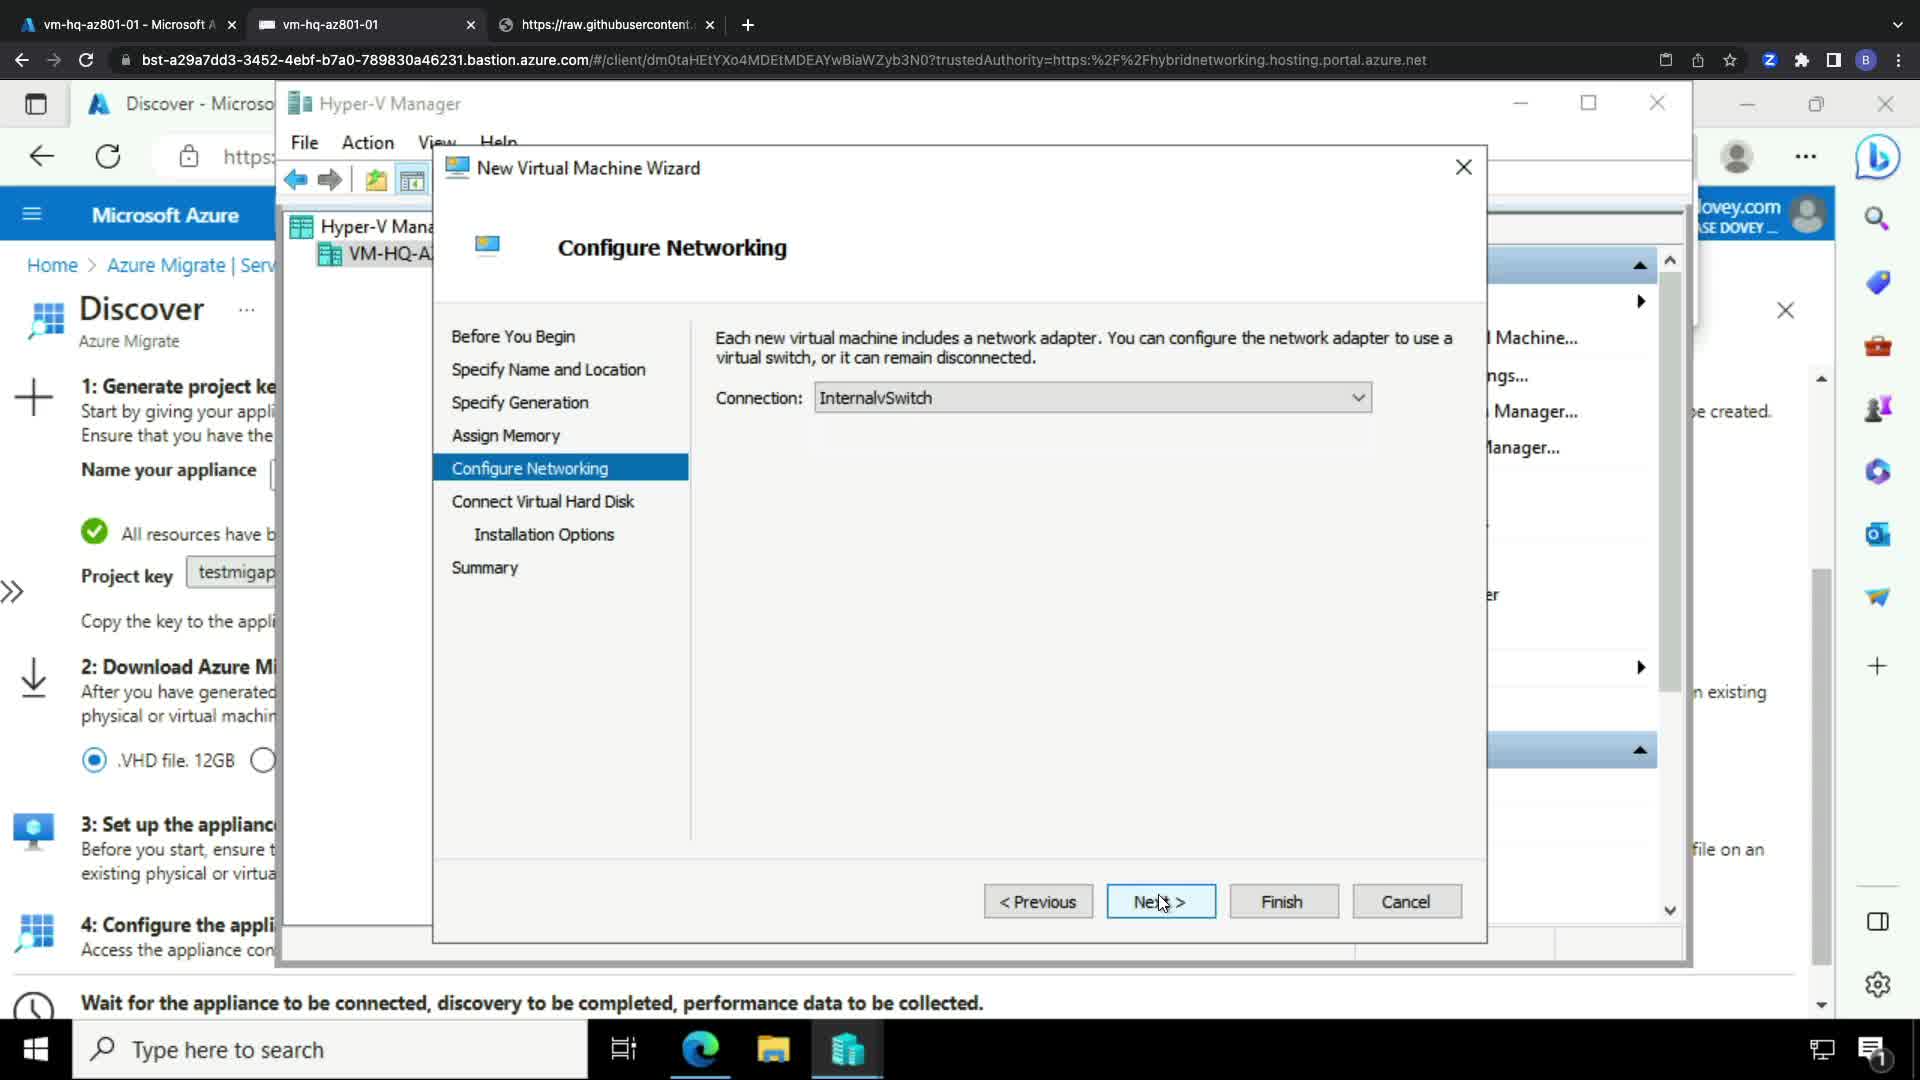 vm-hq-az801-01 - Microsoft A
vm-hq-az801-01
https://raw.githubusercontent.
bst-a29a7dd3-3452-4ebf-b7a0-789830a46231.bastion.azure.com/#/client/dm0taHEtYXo4MDEtMDEAYwBiaWZyb3N0?trustedAuthority=https:%2F%2Fhybridnetworking.hosting.portal.azure.net
B
Discover - Microso
Hyper-V Manager
File Action View Help
https:
New Virtual Machine Wizard
Microsoft Azure
lovey.com
ASE DOVEY ...
Hyper-V Mana
VM-HQ-AZ
Configure Networking
Home > Azure Migrate | Serv
Discover ...
Azure Migrate
Before You Begin
Specify Name and Location
Specify Generation
Assign Memory
Configure Networking
Connect Virtual Hard Disk
Installation Options
Summary
Each new virtual machine includes a network adapter. You can configure the network adapter to use a
virtual switch, or it can remain disconnected.
Connection: InternalvSwitch
l Machine...
ngs...
Manager...
Manager...
er
1: Generate project ke
Start by giving your appli
be created.
Ensure that you have the
Name your appliance
All resources have b
Project key testmigap
Copy the key to the appli
2: Download Azure Mi
After you have generated
n existing
physical or virtual machin
.VHD file. 12GB
3: Set up the applianc
Before you start, ensure t
file on an
existing physical or virtua
4: Configure the appli
Access the appliance con
< Previous
Next >
Finish
Cancel
Wait for the appliance to be connected, discovery to be completed, performance data to be collected.
Type here to search
1